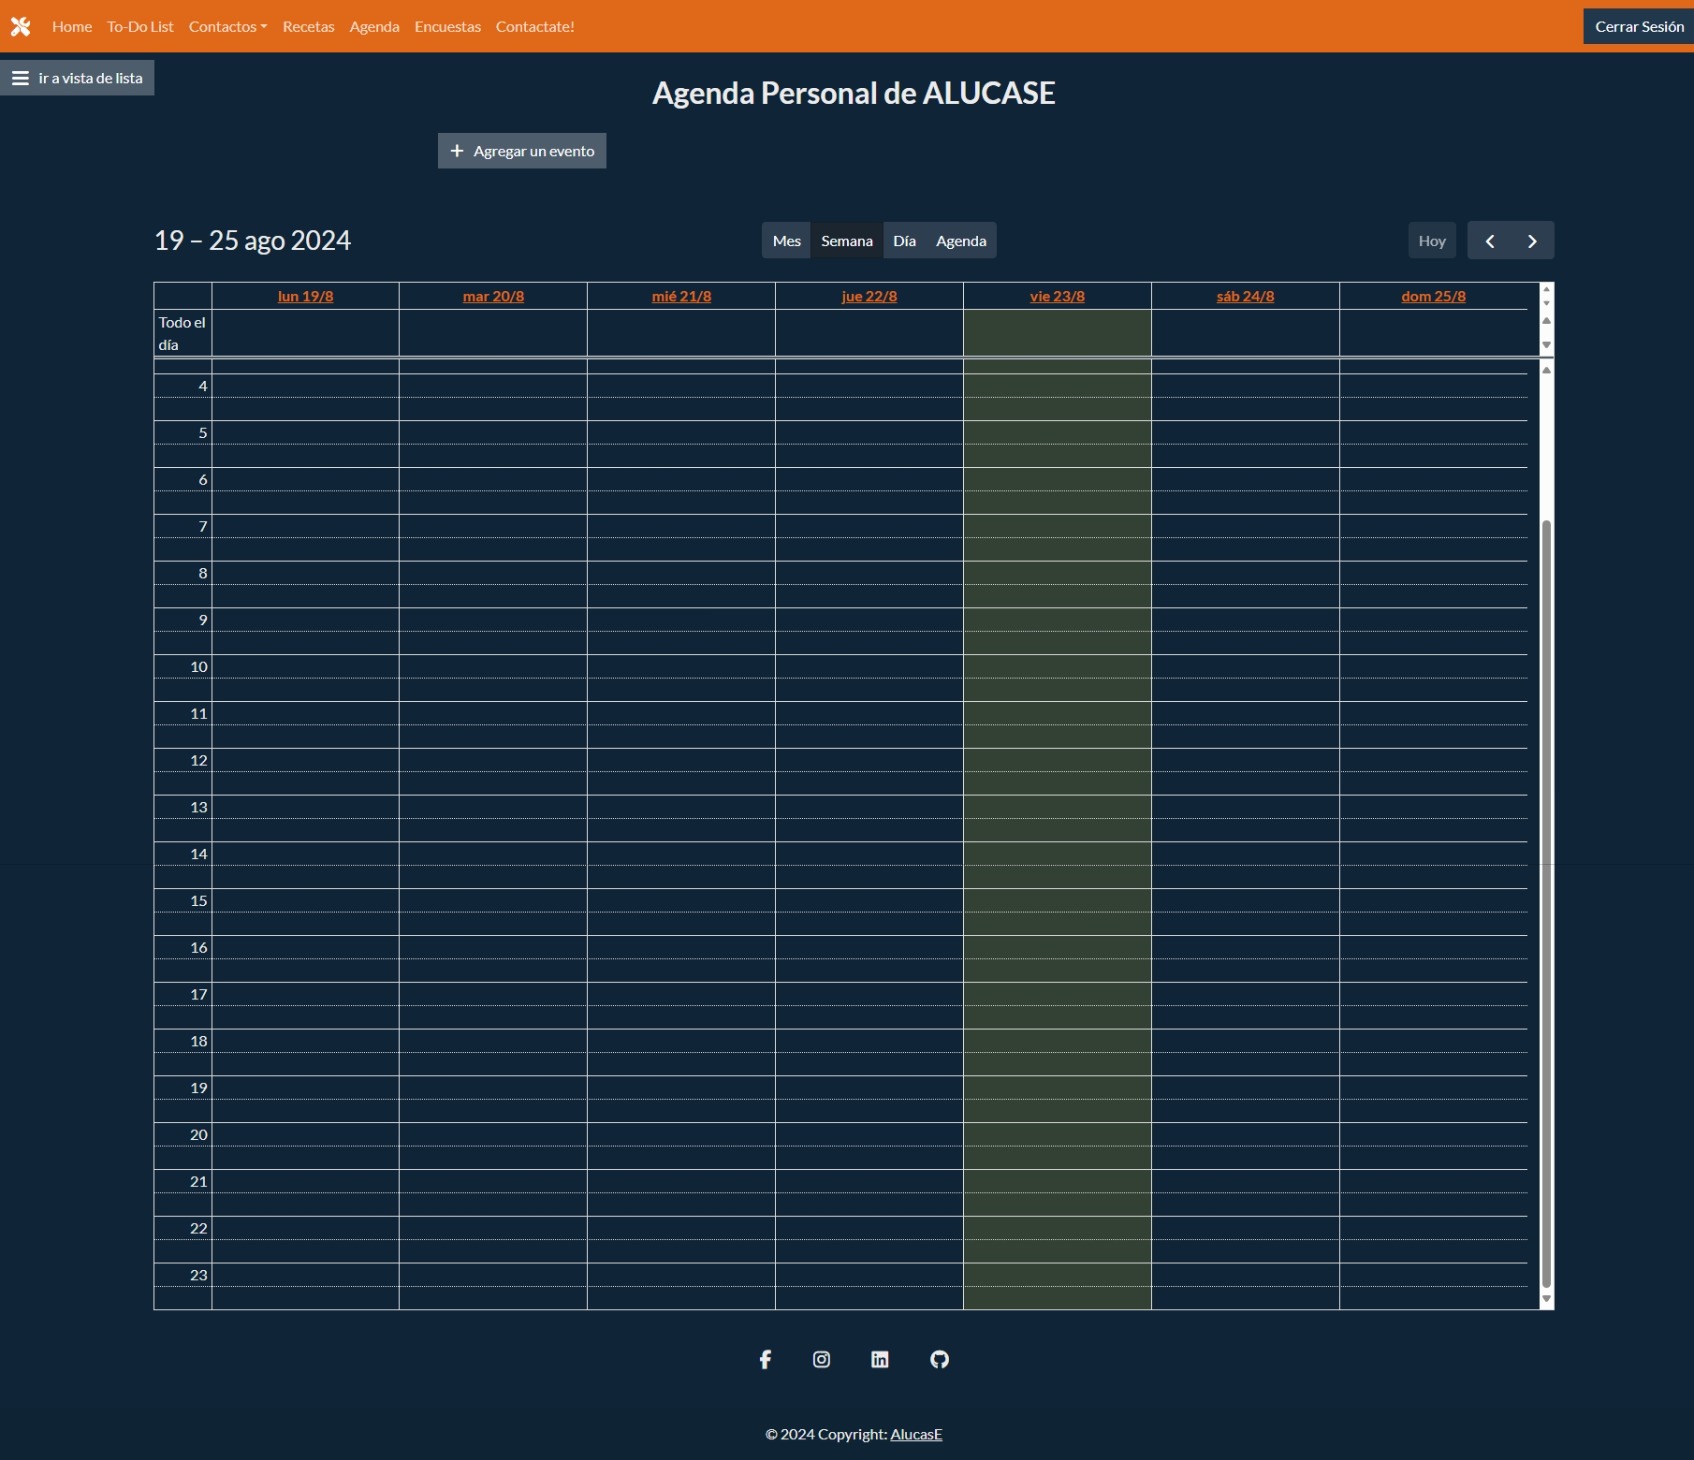 Home To-Do List Contactos Recetas Agenda Encuestas Contactate! Cerrar Sesión
ir a vista de lista
Agenda Personal de ALUCASE
Agregar un evento
19 – 25 ago 2024 Mes Semana Día Agenda Hoy
lun 19/8 mar 20/8 mié 21/8 jue 22/8 vie 23/8 sáb 24/8 dom 25/8
Todo el
día
4
5
6
7
8
9
10
11
12
13
14
15
16
17
18
19
20
21
22
23
© 2024 Copyright: AlucasE